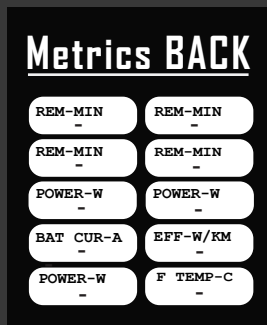 Metrics BACK
REM-MIN REM-MIN
- -
REM-MIN REM-MIN
- -
POWER-W POWER-W
- -
BAT CUR-A EFF-W/KM
- -
POWER-W F TEMP-C
- -